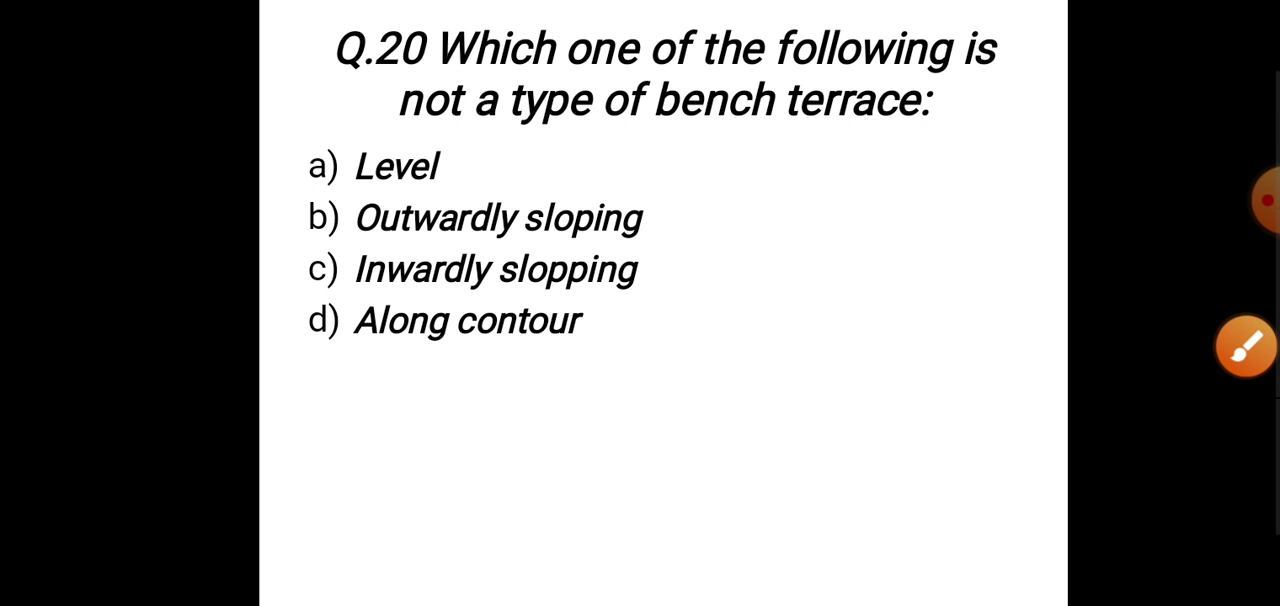 Q.20 Which one of the following is
not a type of bench terrace:
a) Level
b) Outwardly sloping
c) Inwardly slopping
d) Along contour